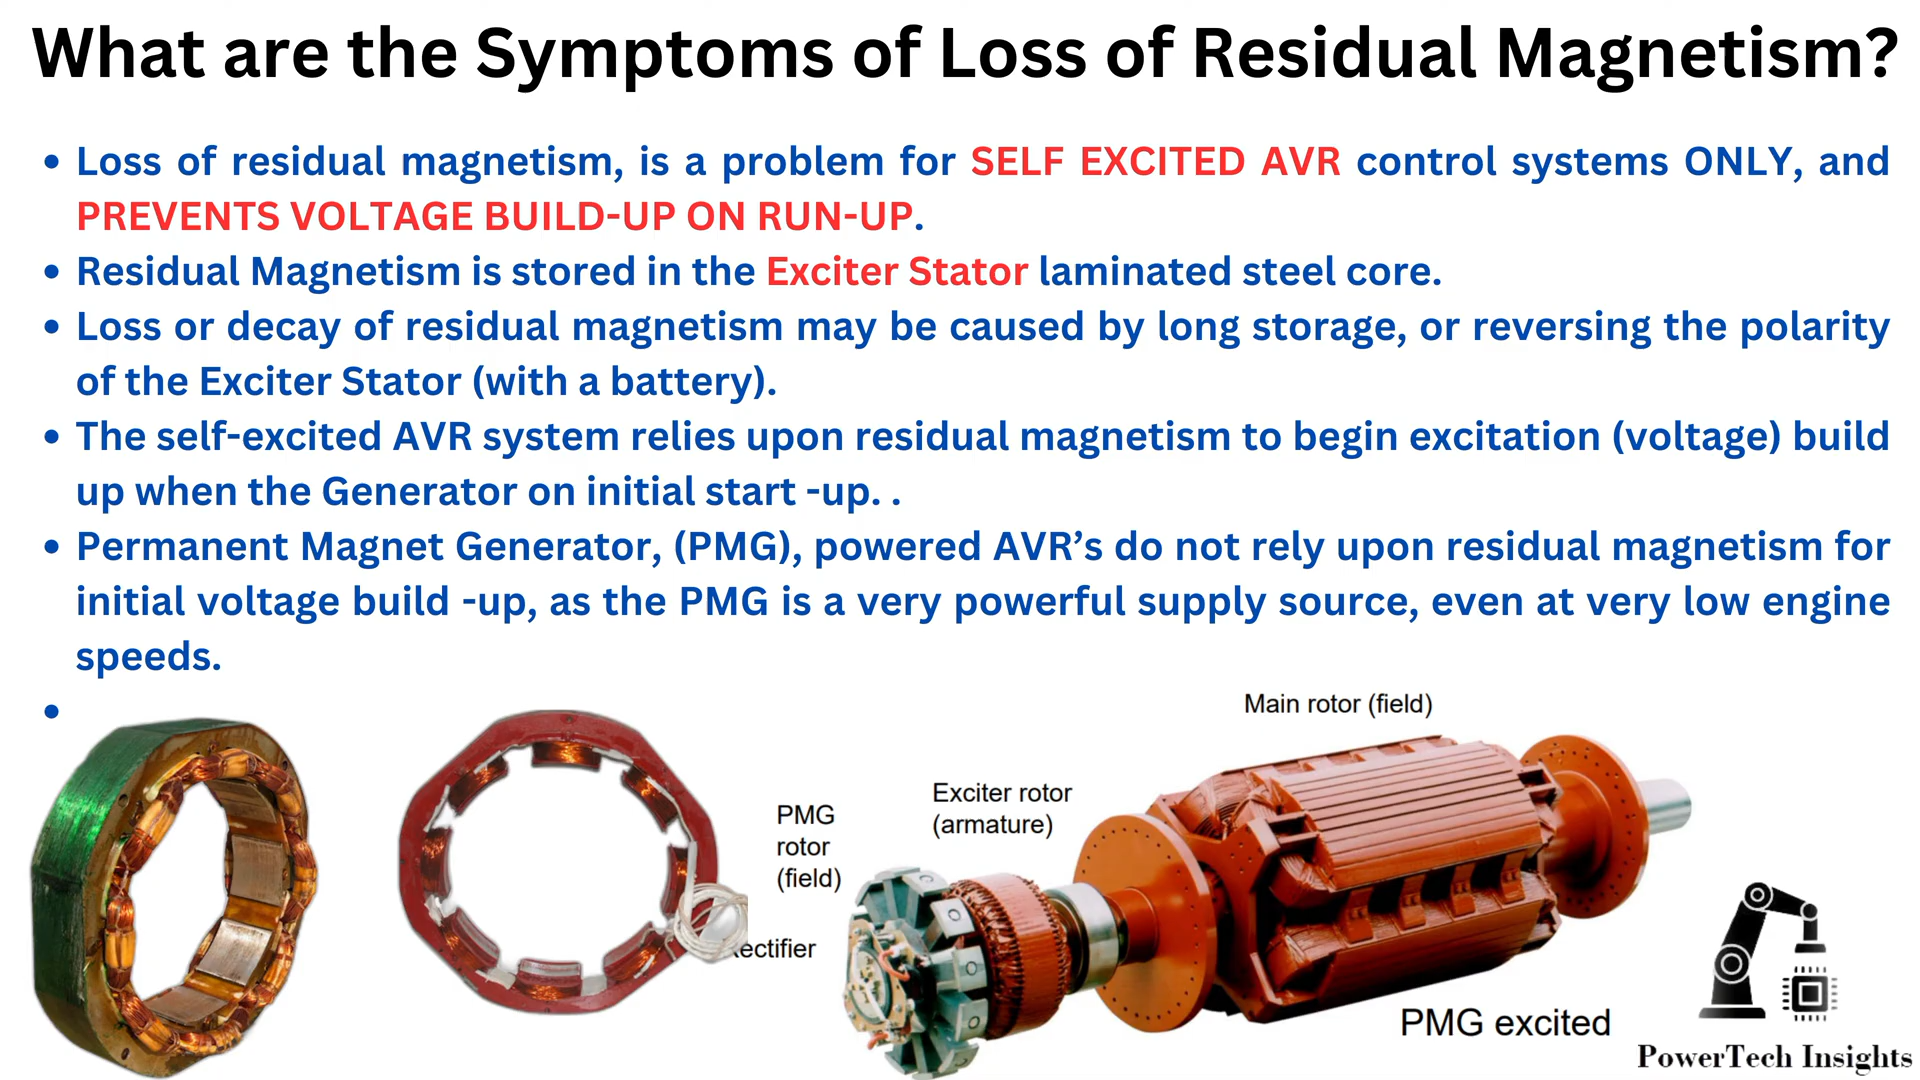 What are the Symptoms of Loss of Residual Magnetism?
• Loss of residual magnetism, is a problem for SELF EXCITED AVR control systems ONLY, and
PREVENTS VOLTAGE BUILD-UP ON RUN-UP.
• Residual Magnetism is stored in the Exciter Stator laminated steel core.
• Loss or decay of residual magnetism may be caused by long storage, or reversing the polarity
of the Exciter Stator (with a battery).
• The self-excited AVR system relies upon residual magnetism to begin excitation (voltage) build
up when the Generator on initial start -up. .
• Permanent Magnet Generator, (PMG), powered AVR’s do not rely upon residual magnetism for
initial voltage build -up, as the PMG is a very powerful supply source, even at very low engine
speeds.
•
Main rotor (field)
Exciter rotor
(armature)
PMG
rotor
(field)
ectifier
PMG excited
PowerTech Insights